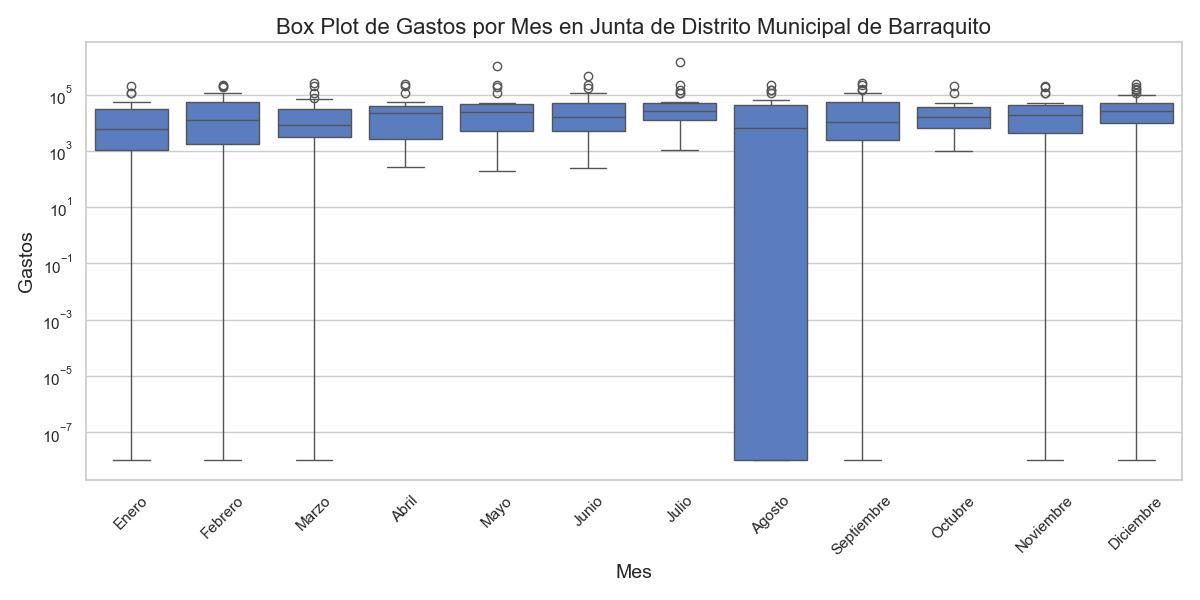 Box Plot de Gastos por Mes en Junta de Distrito Municipal de Barraquito
Gastos
10^5
10^3
10^1
10^−1
10^−3
10^−5
10^−7
Enero
Febrero
Marzo
Abril
Mayo
Junio
Julio
Agosto
Septiembre
Octubre
Noviembre
Diciembre
Mes